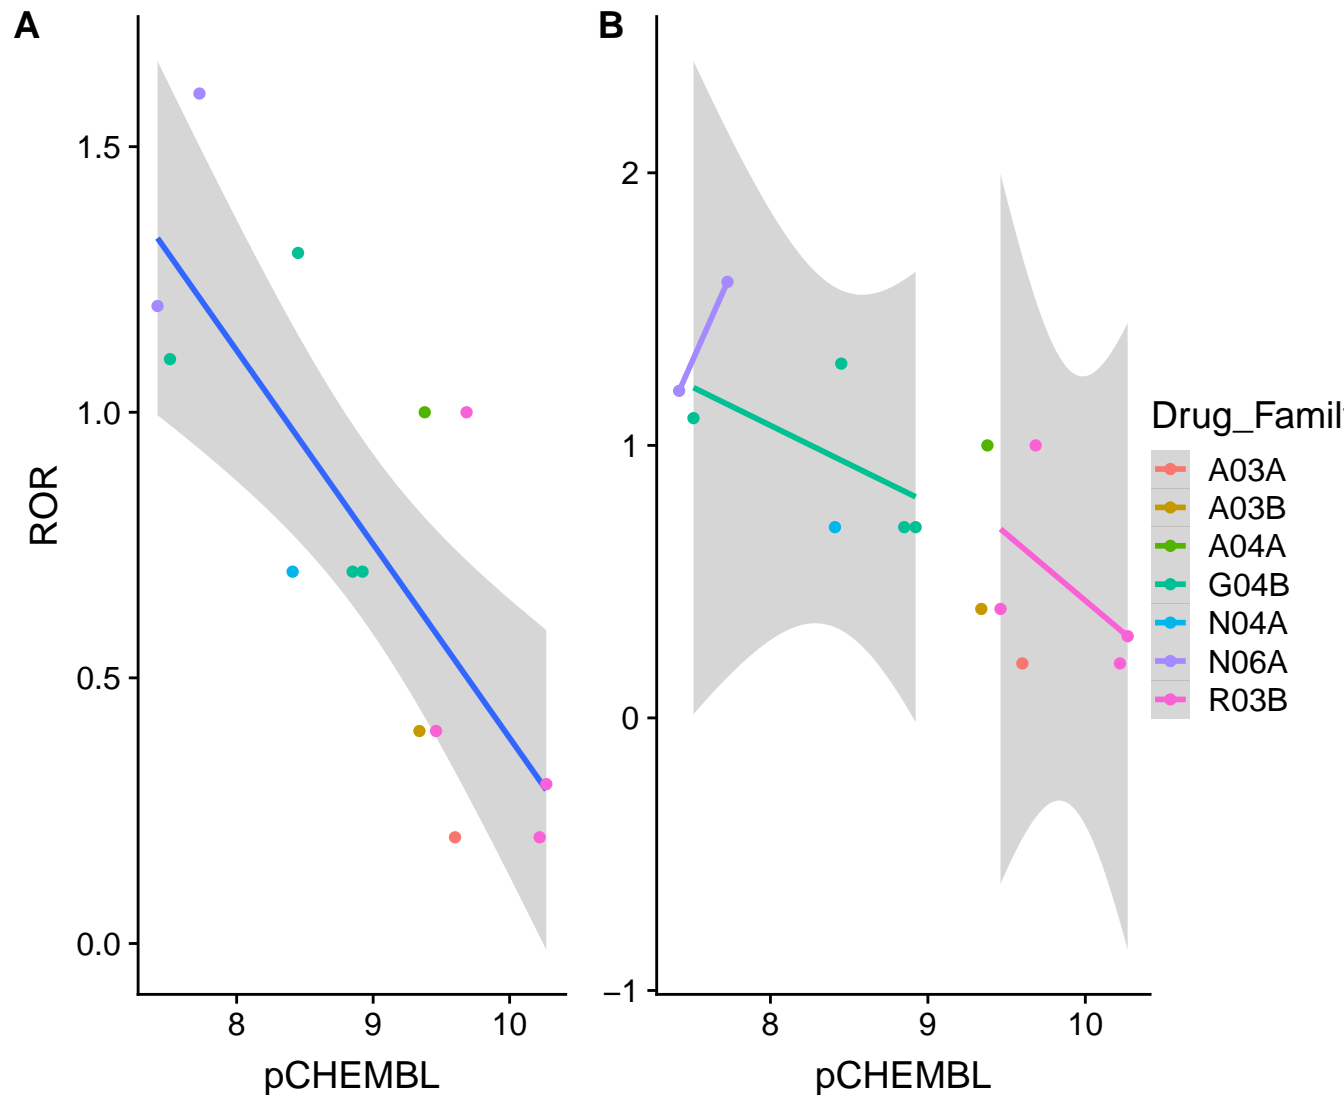 A
B
1.5
1.0
0.5
0.0
ROR
8 9 10
pCHEMBL
2
1
0
−1
8 9 10
pCHEMBL
Drug_Famil
A03A
A03B
A04A
G04B
N04A
N06A
R03B